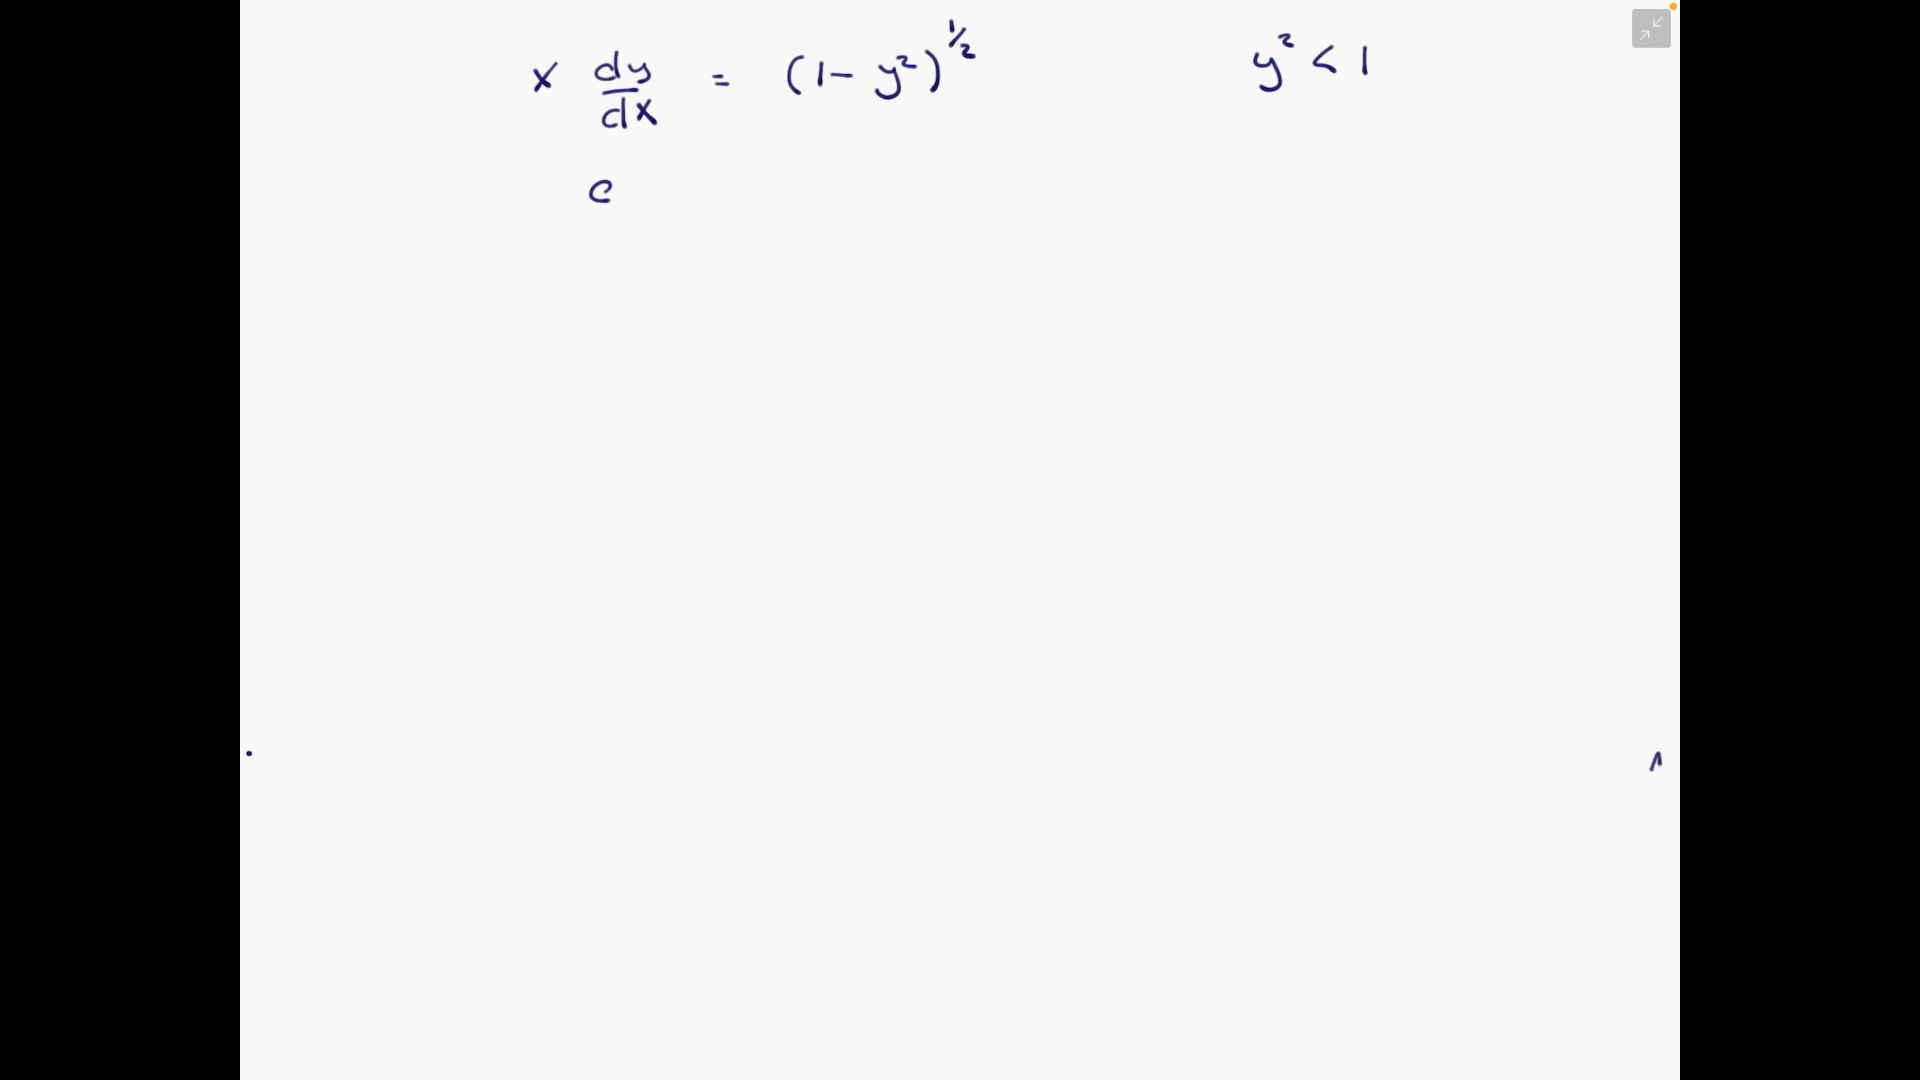 x dy/dx = (1 - y²)^½ y² < 1